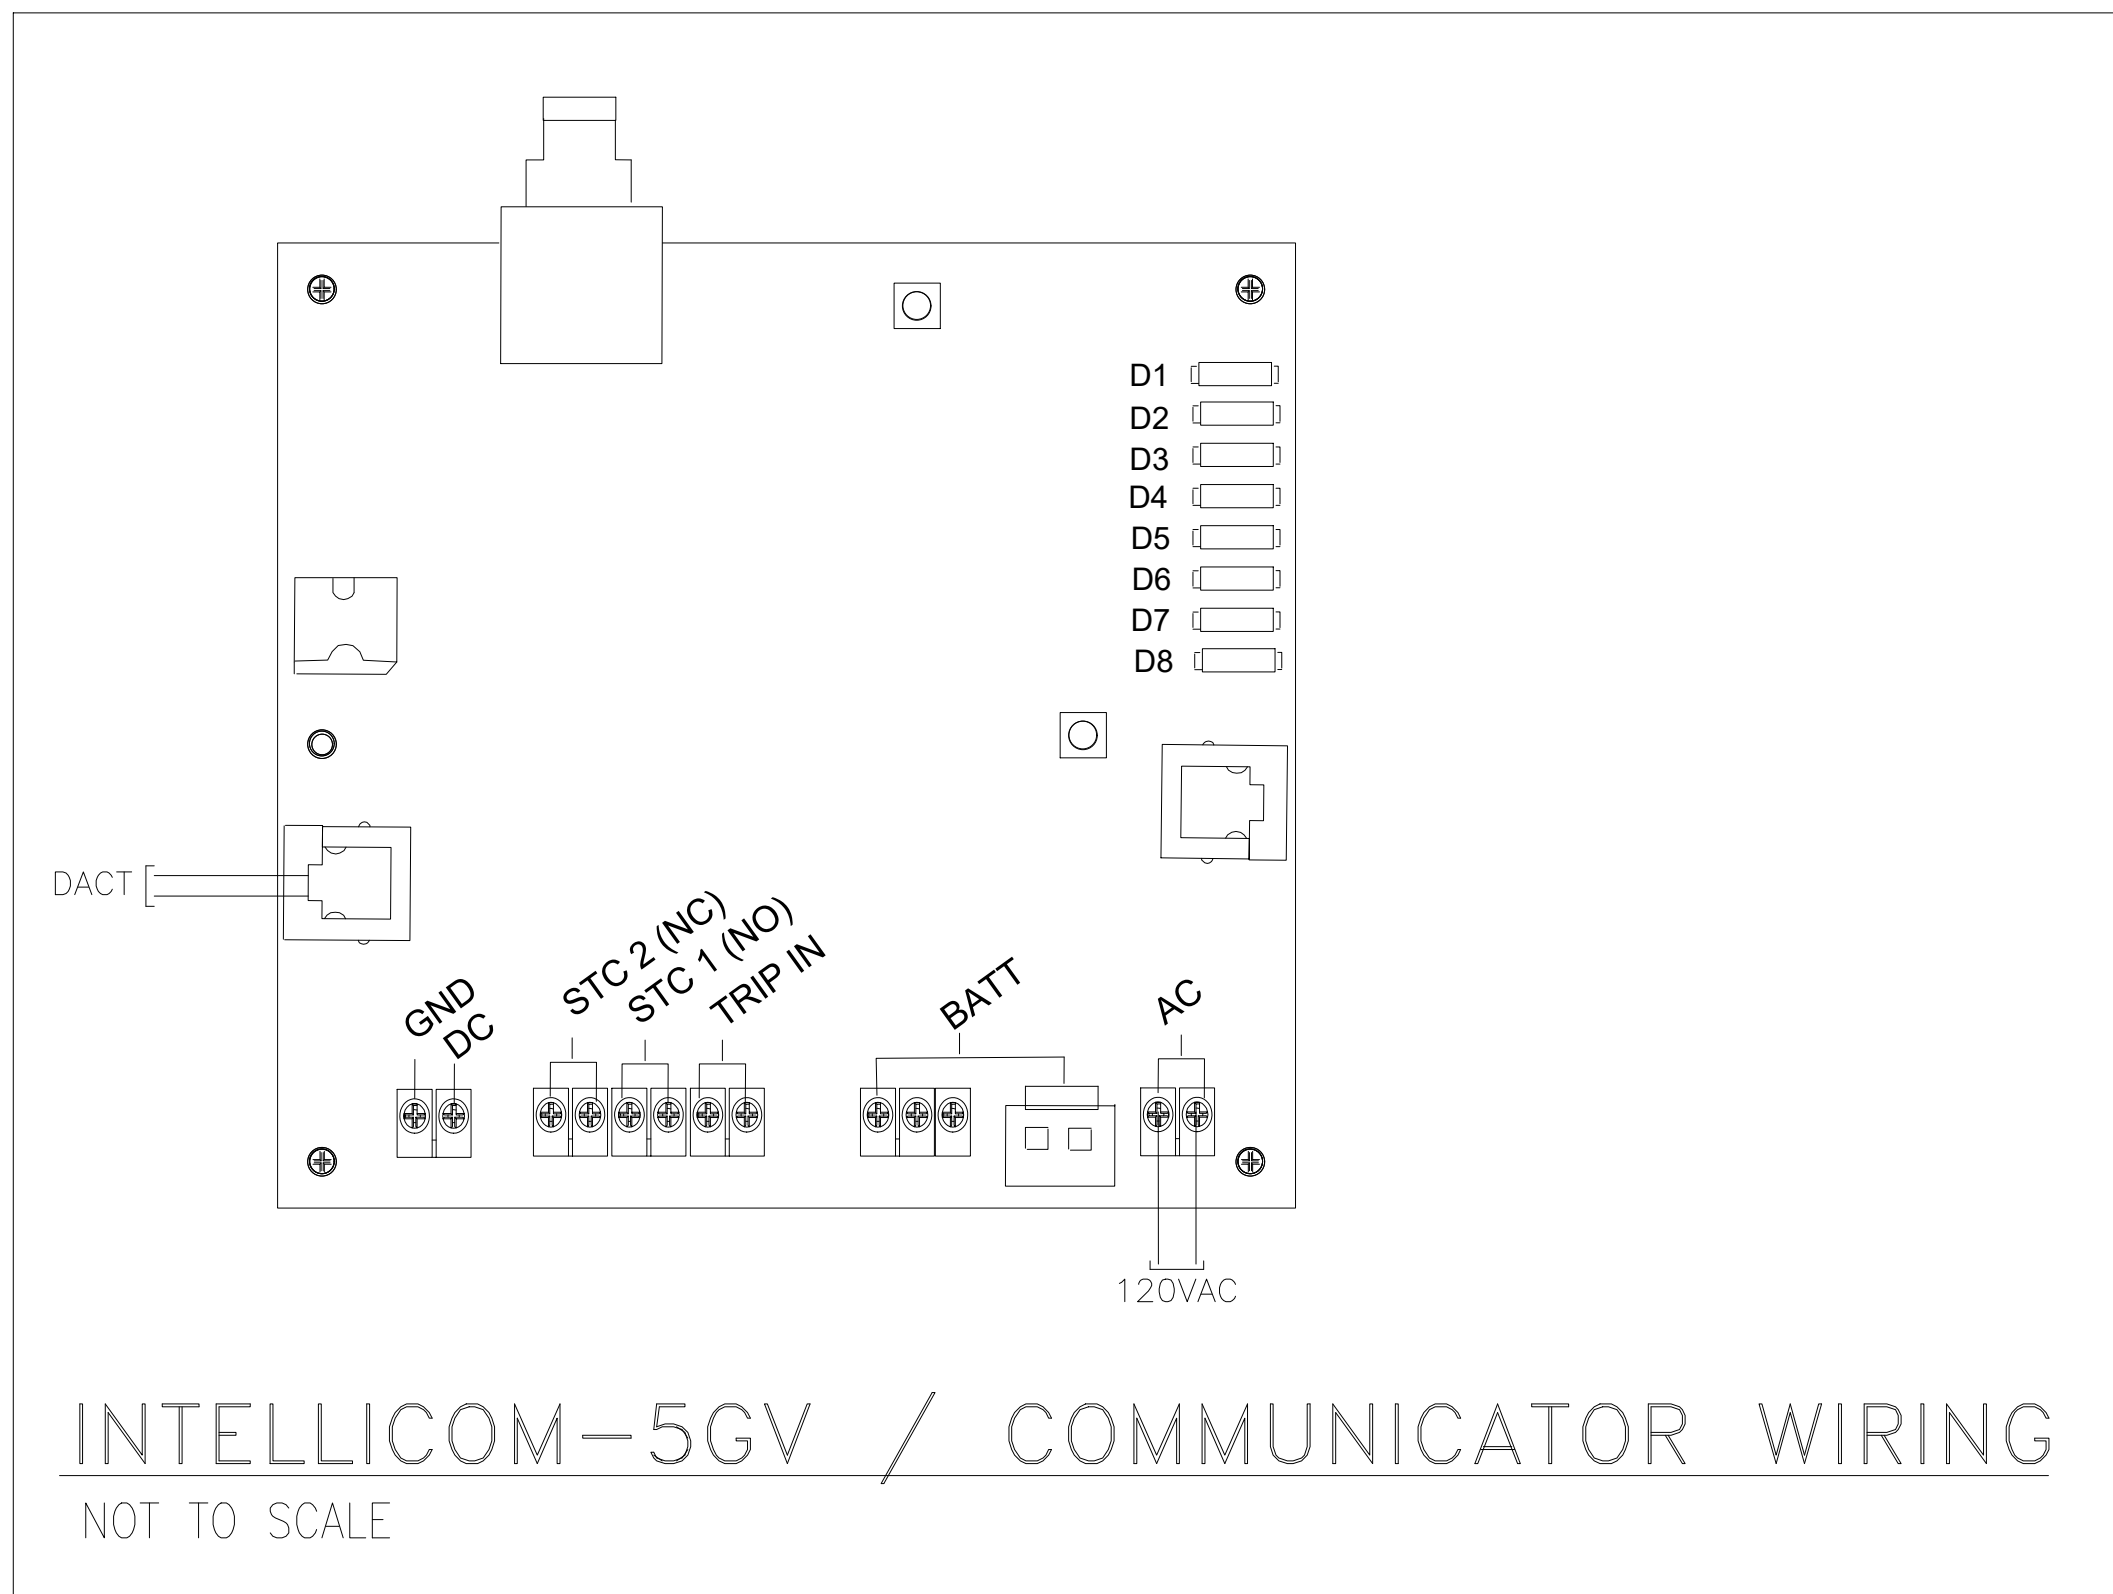 D1
D2
D3
D4
D5
D6
D7
D8
DACT
GND
DC
STC 2 (NC)
STC 1 (NO)
TRIP IN
BATT
AC
120VAC
INTELLICOM-5GV / COMMUNICATOR WIRING
NOT TO SCALE